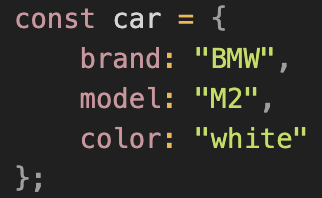 const car = {
    brand: "BMW",
    model: "M2",
    color: "white"
};